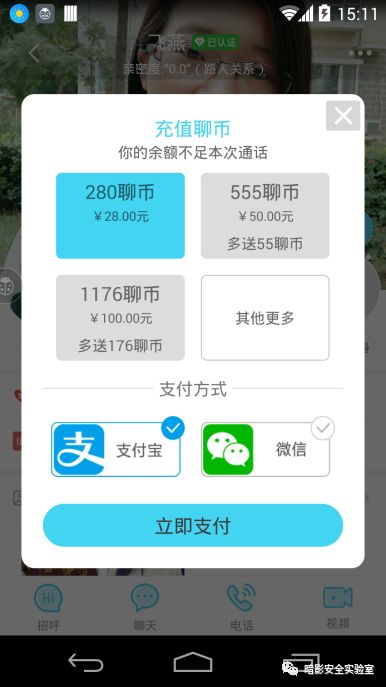 15:11
飞燕 已认证
亲密度:"0.0"（路人关系）
充值聊币
你的余额不足本次通话
280聊币
￥28.00元
555聊币
￥50.00元
多送55聊币
1176聊币
￥100.00元
多送176聊币
其他更多
支付方式
支 支付宝
微信
立即支付
HI
招呼
聊天
电话
视频
暗影安全实验室